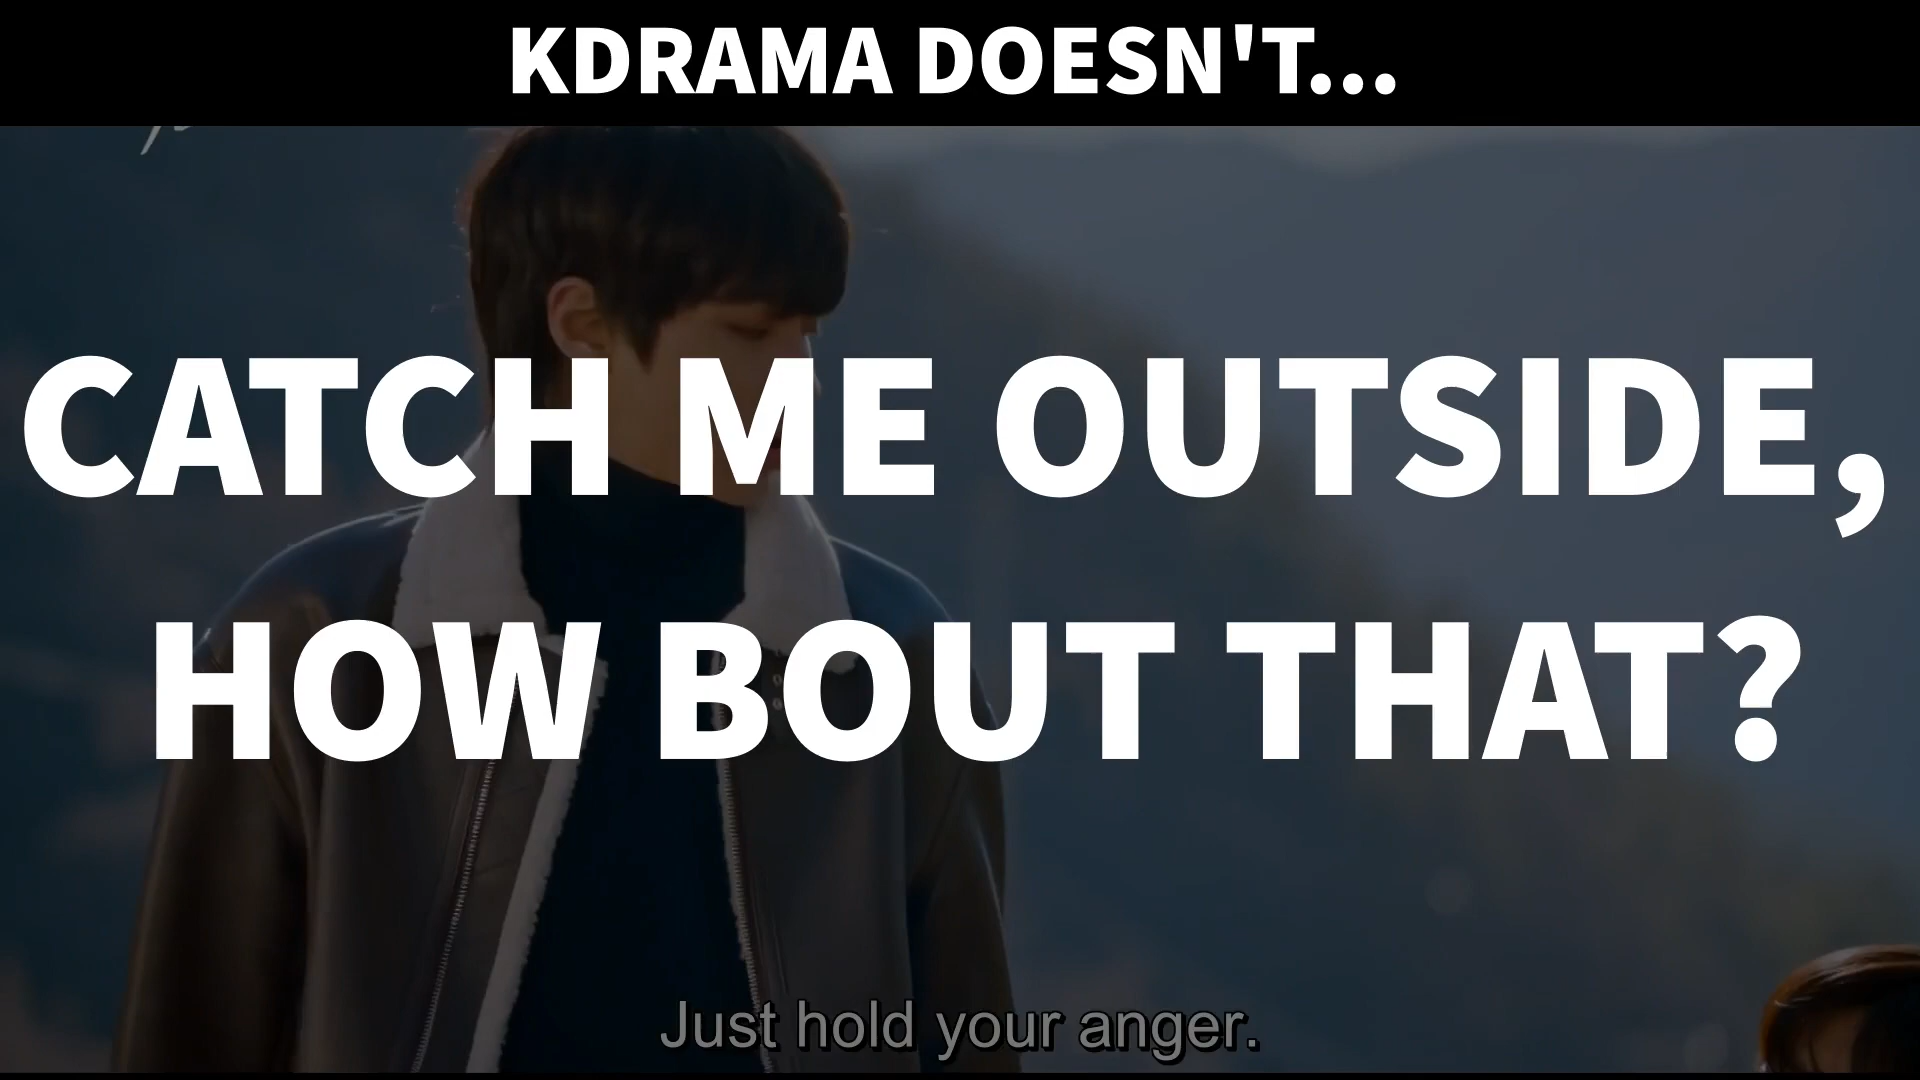 KDRAMA DOESN'T...
CATCH ME OUTSIDE,
HOW BOUT THAT?
Just hold your anger.